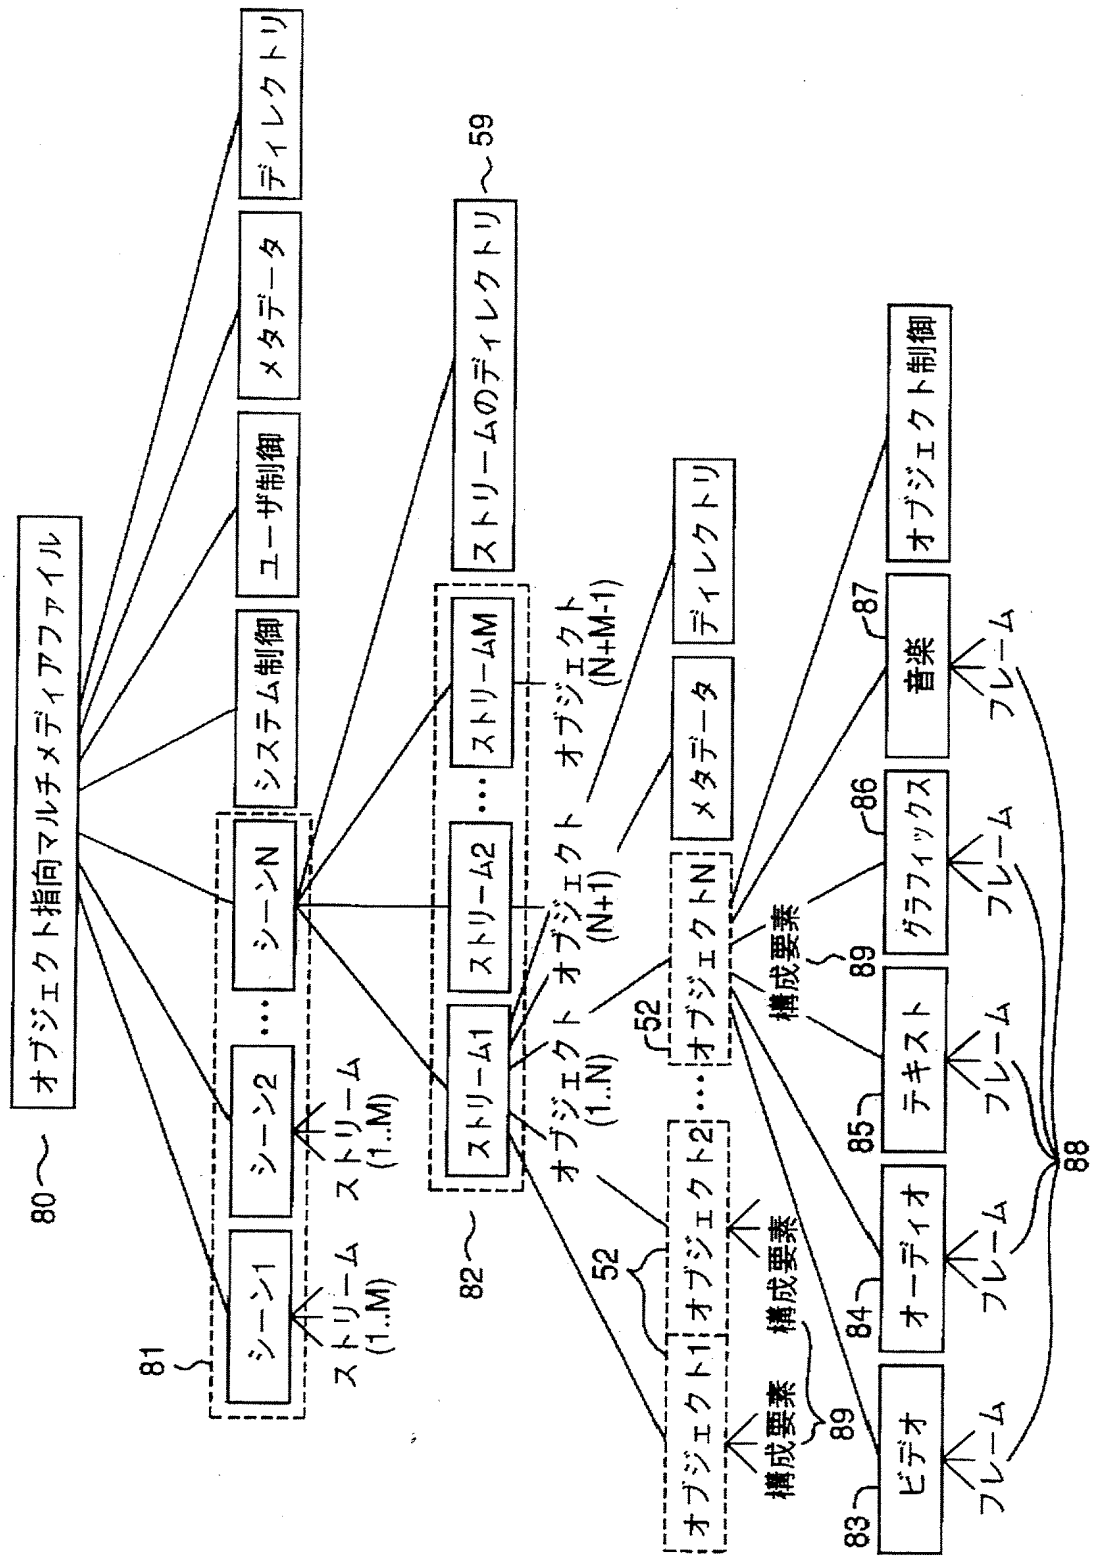 80
オブジェクト指向マルチメディアファイル
81
シーン1
シーン2
•••
シーンN
システム制御
ユーザ制御
メタデータ
ディレクトリ
ストリーム
(1..M)
ストリーム
(1..M)
82
ストリーム1
ストリーム2
•••
ストリームM
ストリームのディレクトリ
59
オブジェクト
(1..N)
オブジェクト
(N+1)
オブジェクト
(N+M-1)
52
52
オブジェクト1
オブジェクト2
•••
オブジェクトN
メタデータ
ディレクトリ
構成要素
構成要素
構成要素
89
89
83
84
85
86
87
ビデオ
オーディオ
テキスト
グラフィックス
音楽
オブジェクト制御
フレーム
フレーム
フレーム
フレーム
フレーム
88